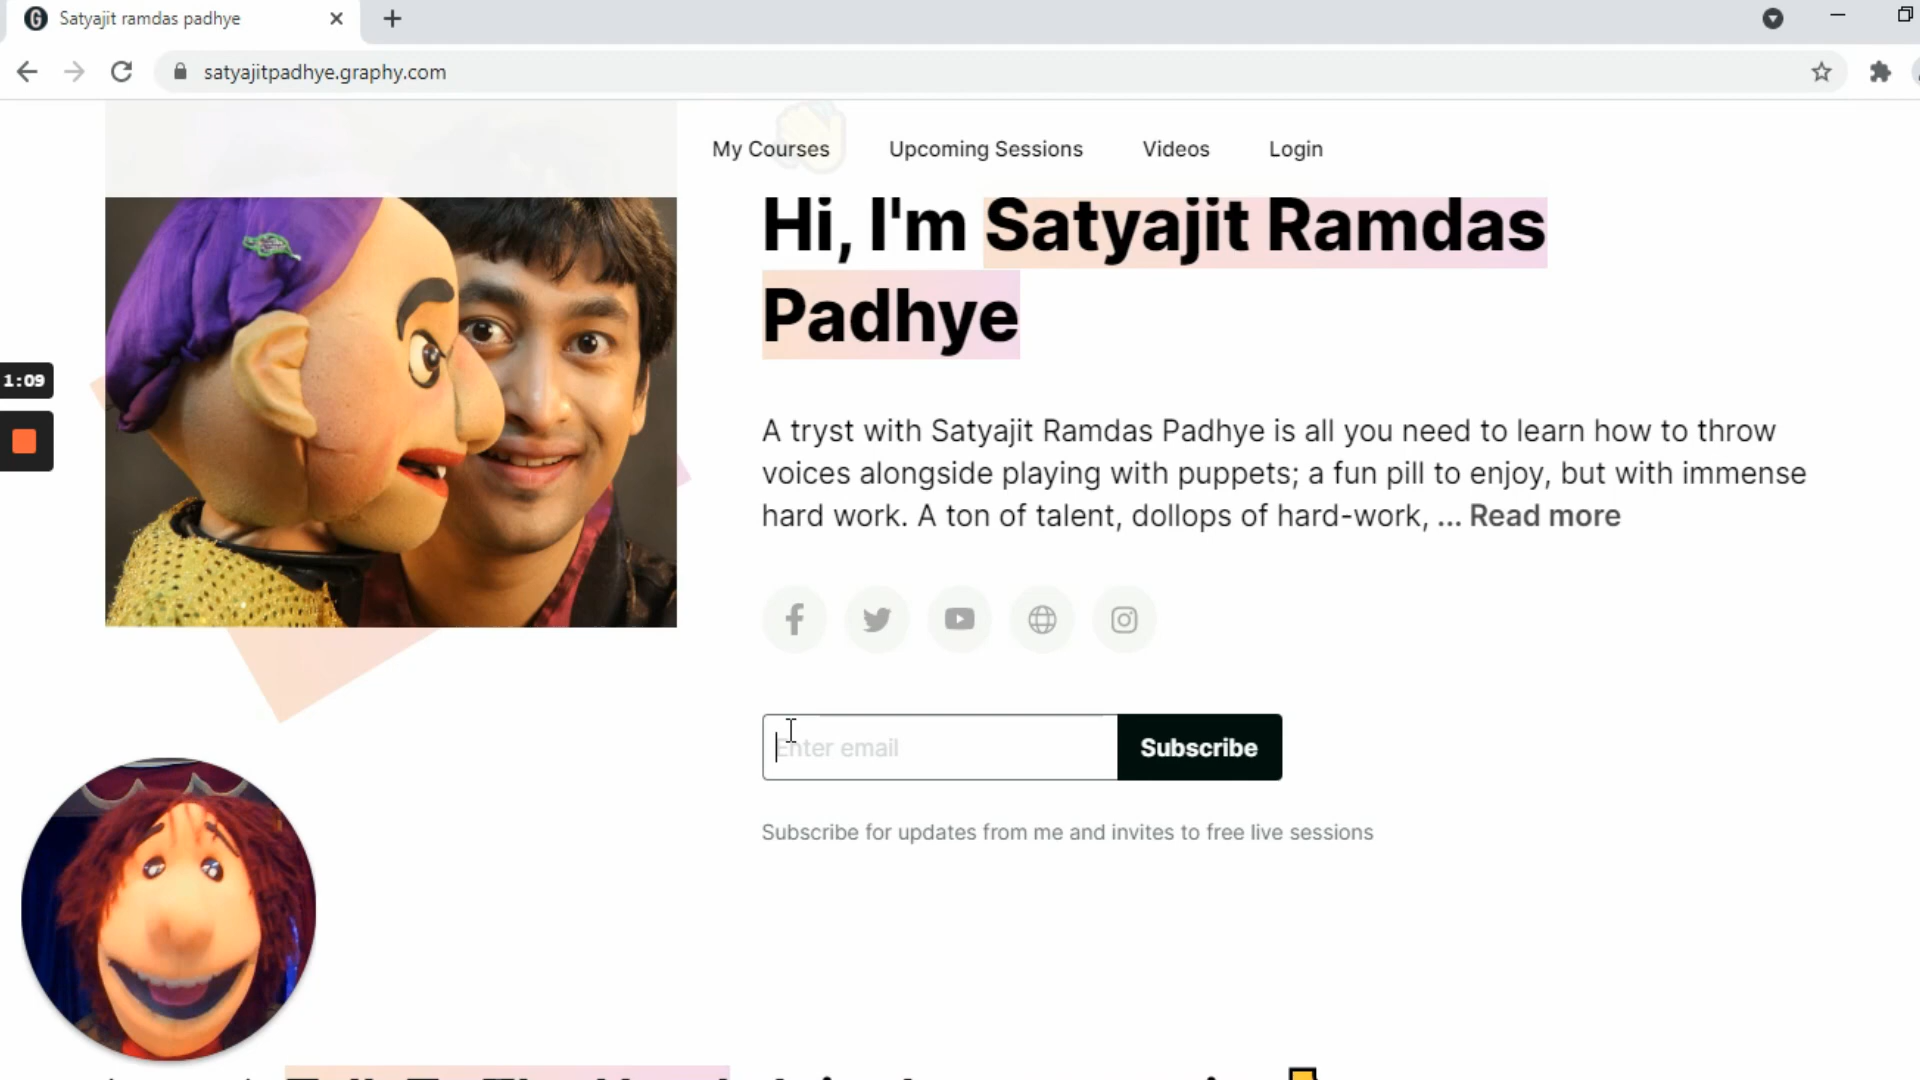 Satyajit ramdas padhye
satyajitpadhye.graphy.com
My Courses Upcoming Sessions Videos Login
Hi, I'm Satyajit Ramdas
Padhye
1:09
A tryst with Satyajit Ramdas Padhye is all you need to learn how to throw
voices alongside playing with puppets; a fun pill to enjoy, but with immense
hard work. A ton of talent, dollops of hard-work, ... Read more
Enter email
Subscribe
Subscribe for updates from me and invites to free live sessions